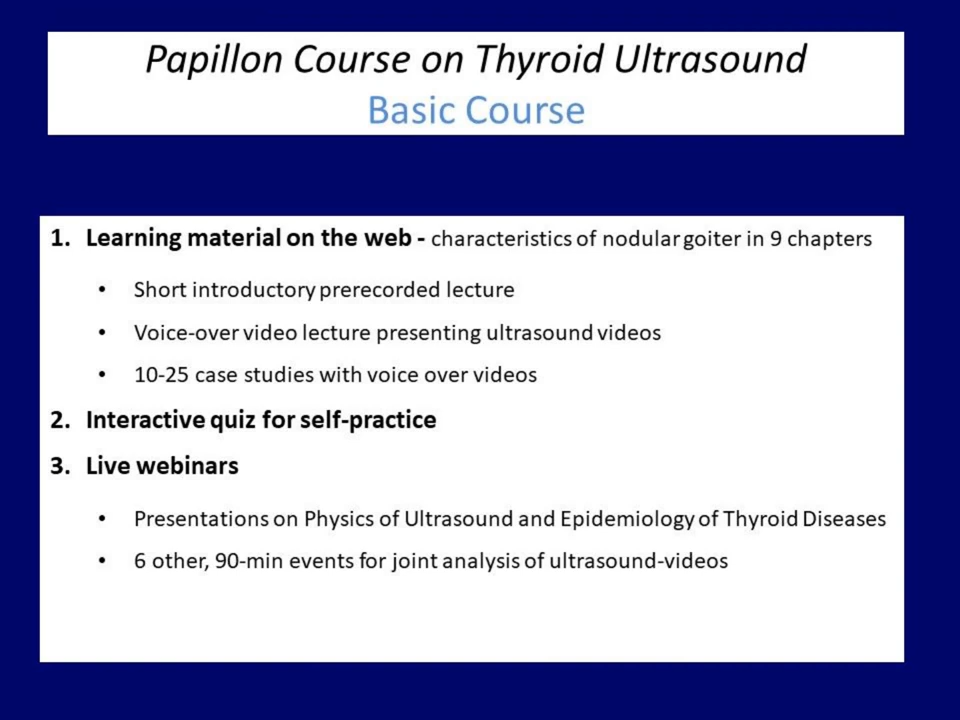 Papillon Course on Thyroid Ultrasound
Basic Course
1. Learning material on the web - characteristics of nodular goiter in 9 chapters
• Short introductory prerecorded lecture
• Voice-over video lecture presenting ultrasound videos
• 10-25 case studies with voice over videos
2. Interactive quiz for self-practice
3. Live webinars
• Presentations on Physics of Ultrasound and Epidemiology of Thyroid Diseases
• 6 other, 90-min events for joint analysis of ultrasound-videos